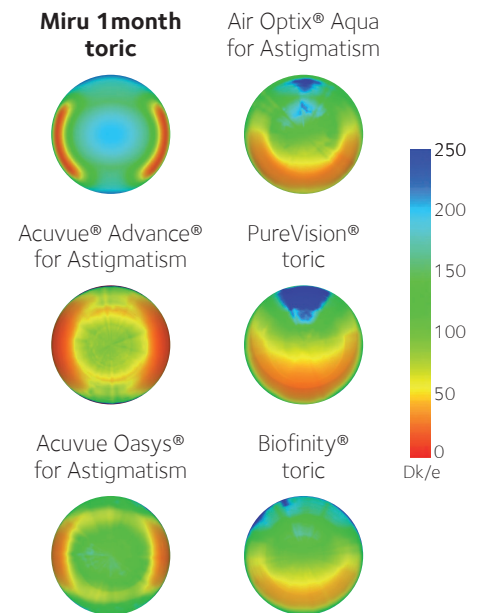 Miru 1month
toric
Air Optix® Aqua
for Astigmatism
Acuvue® Advance®
for Astigmatism
PureVision®
toric
Acuvue Oasys®
for Astigmatism
Biofinity®
toric
250
200
150
100
50
0
Dk/e